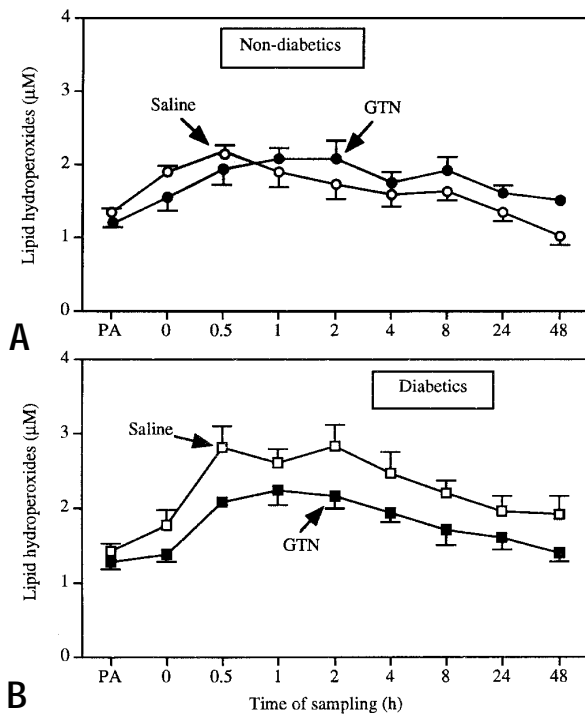 4
Non-diabetics
Saline
GTN
3
2
1
0
Lipid hydroperoxides (μM)
PA 0 0.5 1 2 4 8 24 48
A
4
Diabetics
Saline
3
2
GTN
1
0
Lipid hydroperoxides (μM)
PA 0 0.5 1 2 4 8 24 48
Time of sampling (h)
B